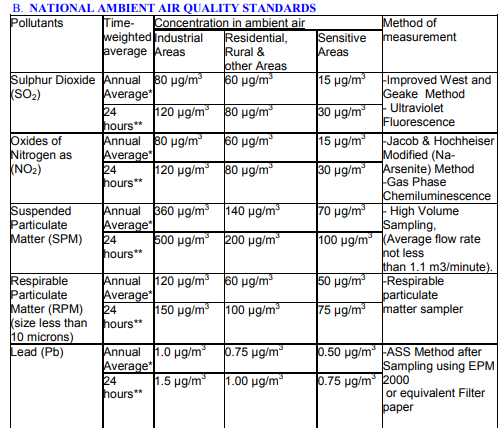 B. NATIONAL AMBIENT AIR QUALITY STANDARDS
Pollutants Time-weighted average Concentration in ambient air Method of measurement
Industrial Areas Residential, Rural & other Areas Sensitive Areas
Sulphur Dioxide (SO₂) Annual Average* 80 µg/m³ 60 µg/m³ 15 µg/m³ -Improved West and Geake Method
24 hours** 120 µg/m³ 80 µg/m³ 30 µg/m³ - Ultraviolet Fluorescence
Oxides of Nitrogen as (NO₂) Annual Average* 80 µg/m³ 60 µg/m³ 15 µg/m³ -Jacob & Hochheiser Modified (Na-Arsenite) Method
24 hours** 120 µg/m³ 80 µg/m³ 30 µg/m³ -Gas Phase Chemiluminescence
Suspended Particulate Matter (SPM) Annual Average* 360 µg/m³ 140 µg/m³ 70 µg/m³ - High Volume Sampling,
24 hours** 500 µg/m³ 200 µg/m³ 100 µg/m³ (Average flow rate not less than 1.1 m3/minute).
Respirable Particulate Matter (RPM) (size less than 10 microns) Annual Average* 120 µg/m³ 60 µg/m³ 50 µg/m³ -Respirable particulate matter sampler
24 hours** 150 µg/m³ 100 µg/m³ 75 µg/m³
Lead (Pb) Annual Average* 1.0 µg/m³ 0.75 µg/m³ 0.50 µg/m³ -ASS Method after Sampling using EPM 2000 or equivalent Filter paper
24 hours** 1.5 µg/m³ 1.00 µg/m³ 0.75 µg/m³